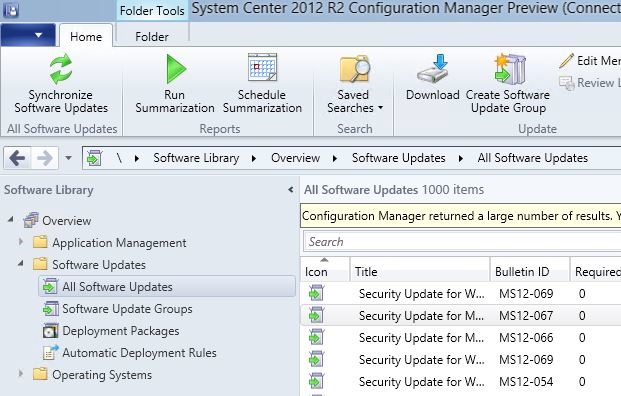 Folder Tools System Center 2012 R2 Configuration Manager Preview (Connect
Home Folder
Synchronize Software Updates
Run Summarization
Schedule Summarization
Saved Searches
Download
Create Software Update Group
Edit Mem
Review L
All Software Updates Reports Search Update
\ Software Library Overview Software Updates All Software Updates
Software Library
Overview
Application Management
Software Updates
All Software Updates
Software Update Groups
Deployment Packages
Automatic Deployment Rules
Operating Systems
All Software Updates 1000 items
Configuration Manager returned a large number of results. Y
Search
Icon Title Bulletin ID Required
Security Update for W... MS12-069 0
Security Update for M... MS12-067 0
Security Update for M... MS12-066 0
Security Update for W... MS12-069 0
Security Update for W... MS12-054 0